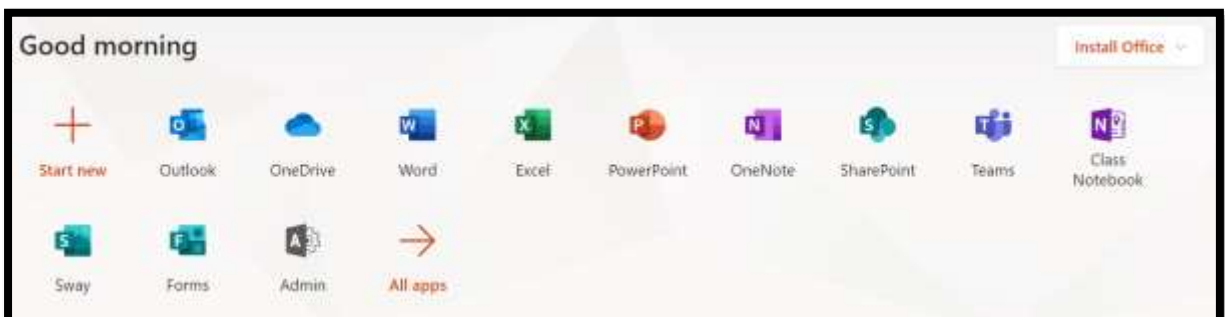 Good morning
Install Office
Start new
Outlook
OneDrive
Word
Excel
PowerPoint
OneNote
SharePoint
Teams
Class
Notebook
Sway
Forms
Admin
All apps